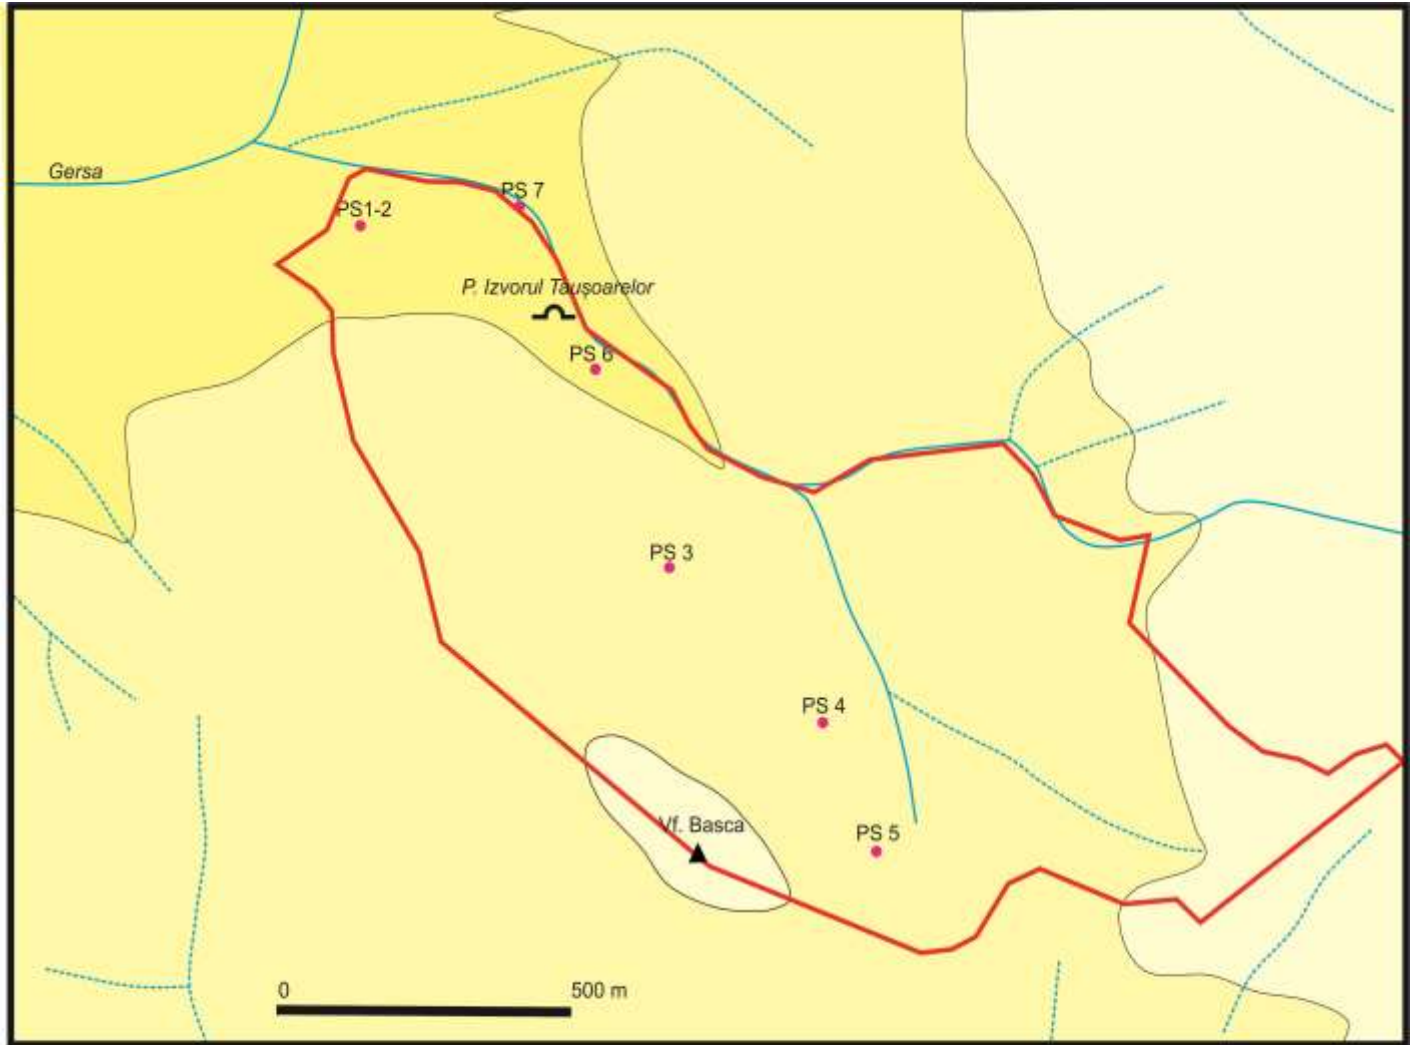 Gersa
PS 7
PS1-2
P. Izvorul Taușoarelor
PS 6
PS 3
PS 4
Vf. Basca
PS 5
0 500 m